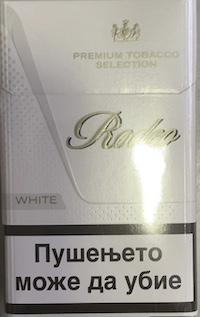 PREMIUM TOBACCO
SELECTION
Rodeo
WHITE
Пушењето
може да убие